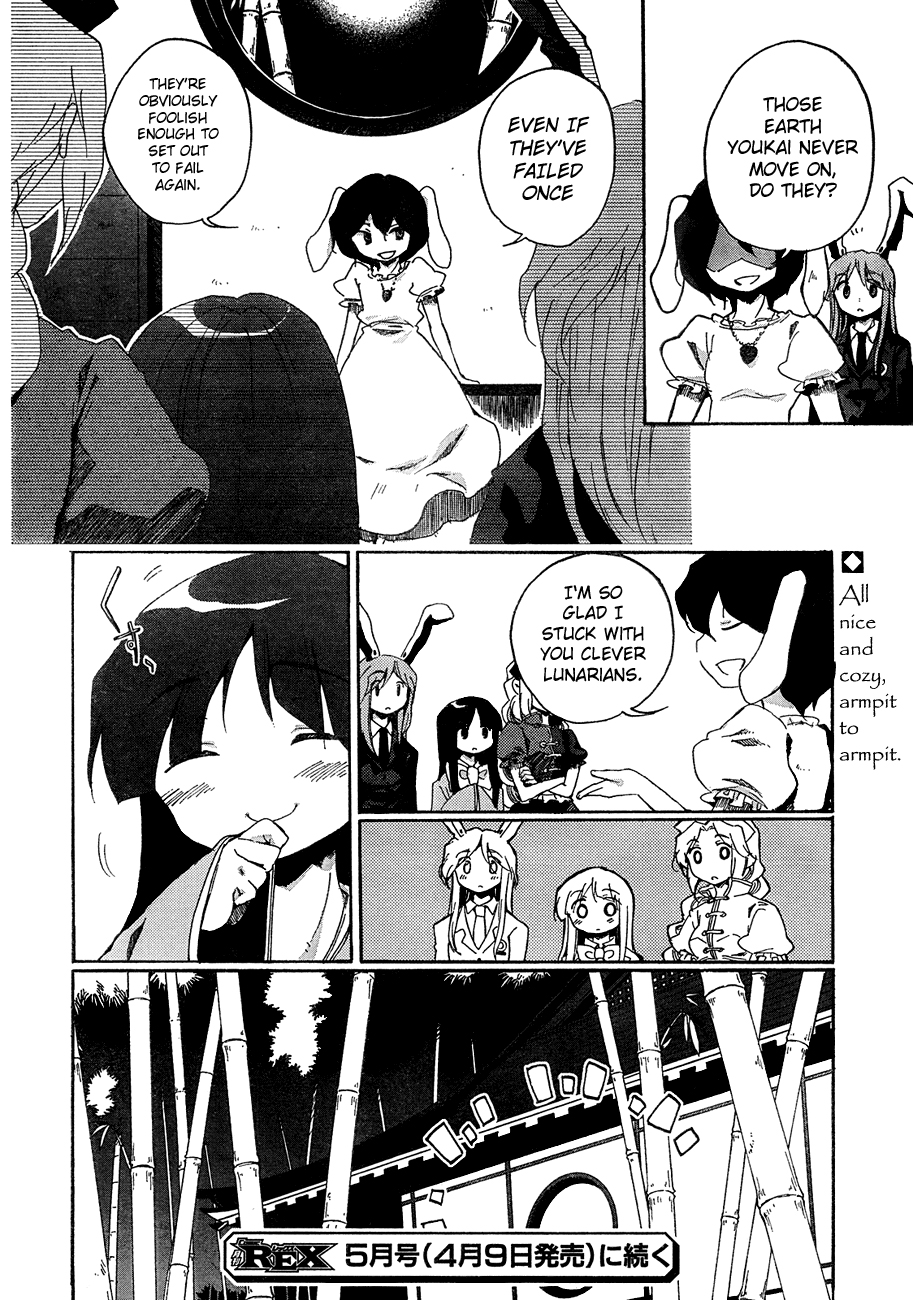 THOSE
EARTH
YOUKAI NEVER
MOVE ON,
DO THEY?
EVEN IF
THEY'VE
FAILED
ONCE
THEY'RE
OBVIOUSLY
FOOLISH
ENOUGH TO
SET OUT
TO FAIL
AGAIN.
I'M SO
GLAD I
STUCK WITH
YOU CLEVER
LUNARIANS.
All
nice
and
cozy,
armpit
to
armpit.
REX 5月号(4月9日発売)に続く